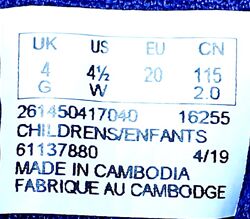 UK US EU CN
4 4½ 20 115
G W 2.0
261450417040 16255
CHILDRENS/ENFANTS
61137880 4/19
MADE IN CAMBODIA
FABRIQUE AU CAMBODGE